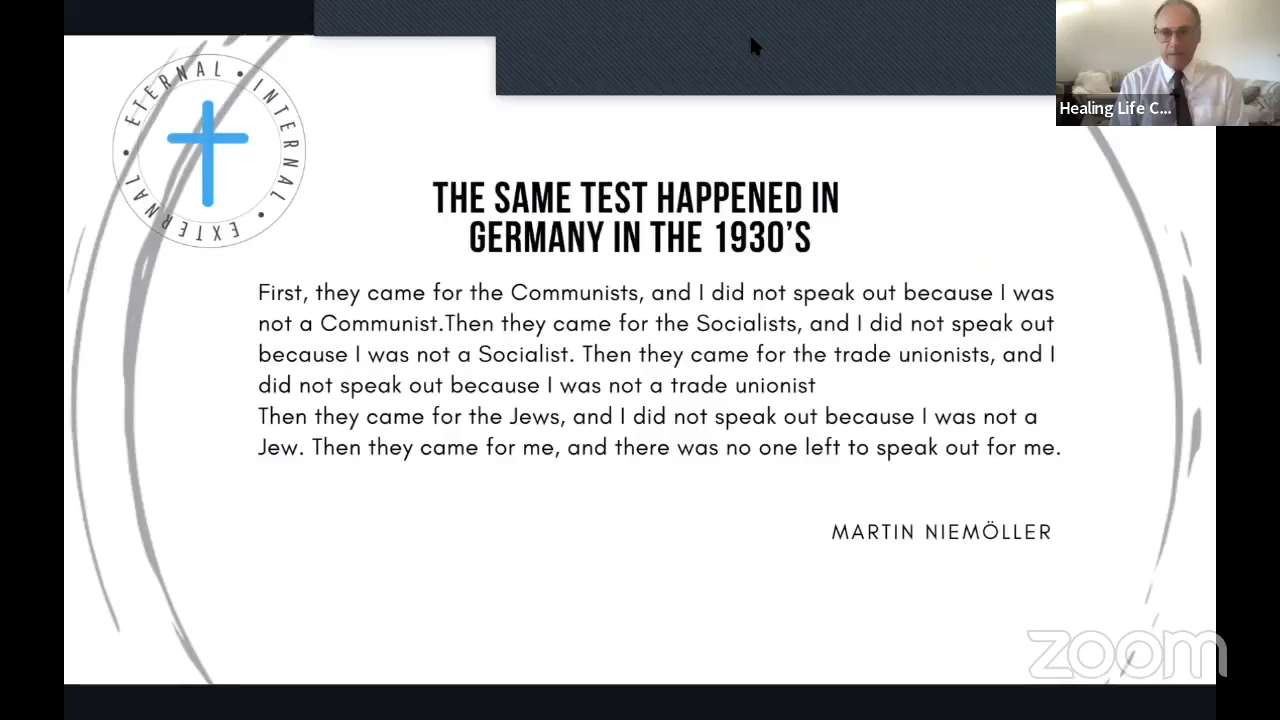 ETERNAL • INTERNAL • EXTERNAL •
Healing Life C...
THE SAME TEST HAPPENED IN
GERMANY IN THE 1930'S
First, they came for the Communists, and I did not speak out because I was
not a Communist.Then they came for the Socialists, and I did not speak out
because I was not a Socialist. Then they came for the trade unionists, and I
did not speak out because I was not a trade unionist
Then they came for the Jews, and I did not speak out because I was not a
Jew. Then they came for me, and there was no one left to speak out for me.
MARTIN NIEMÖLLER
zoom